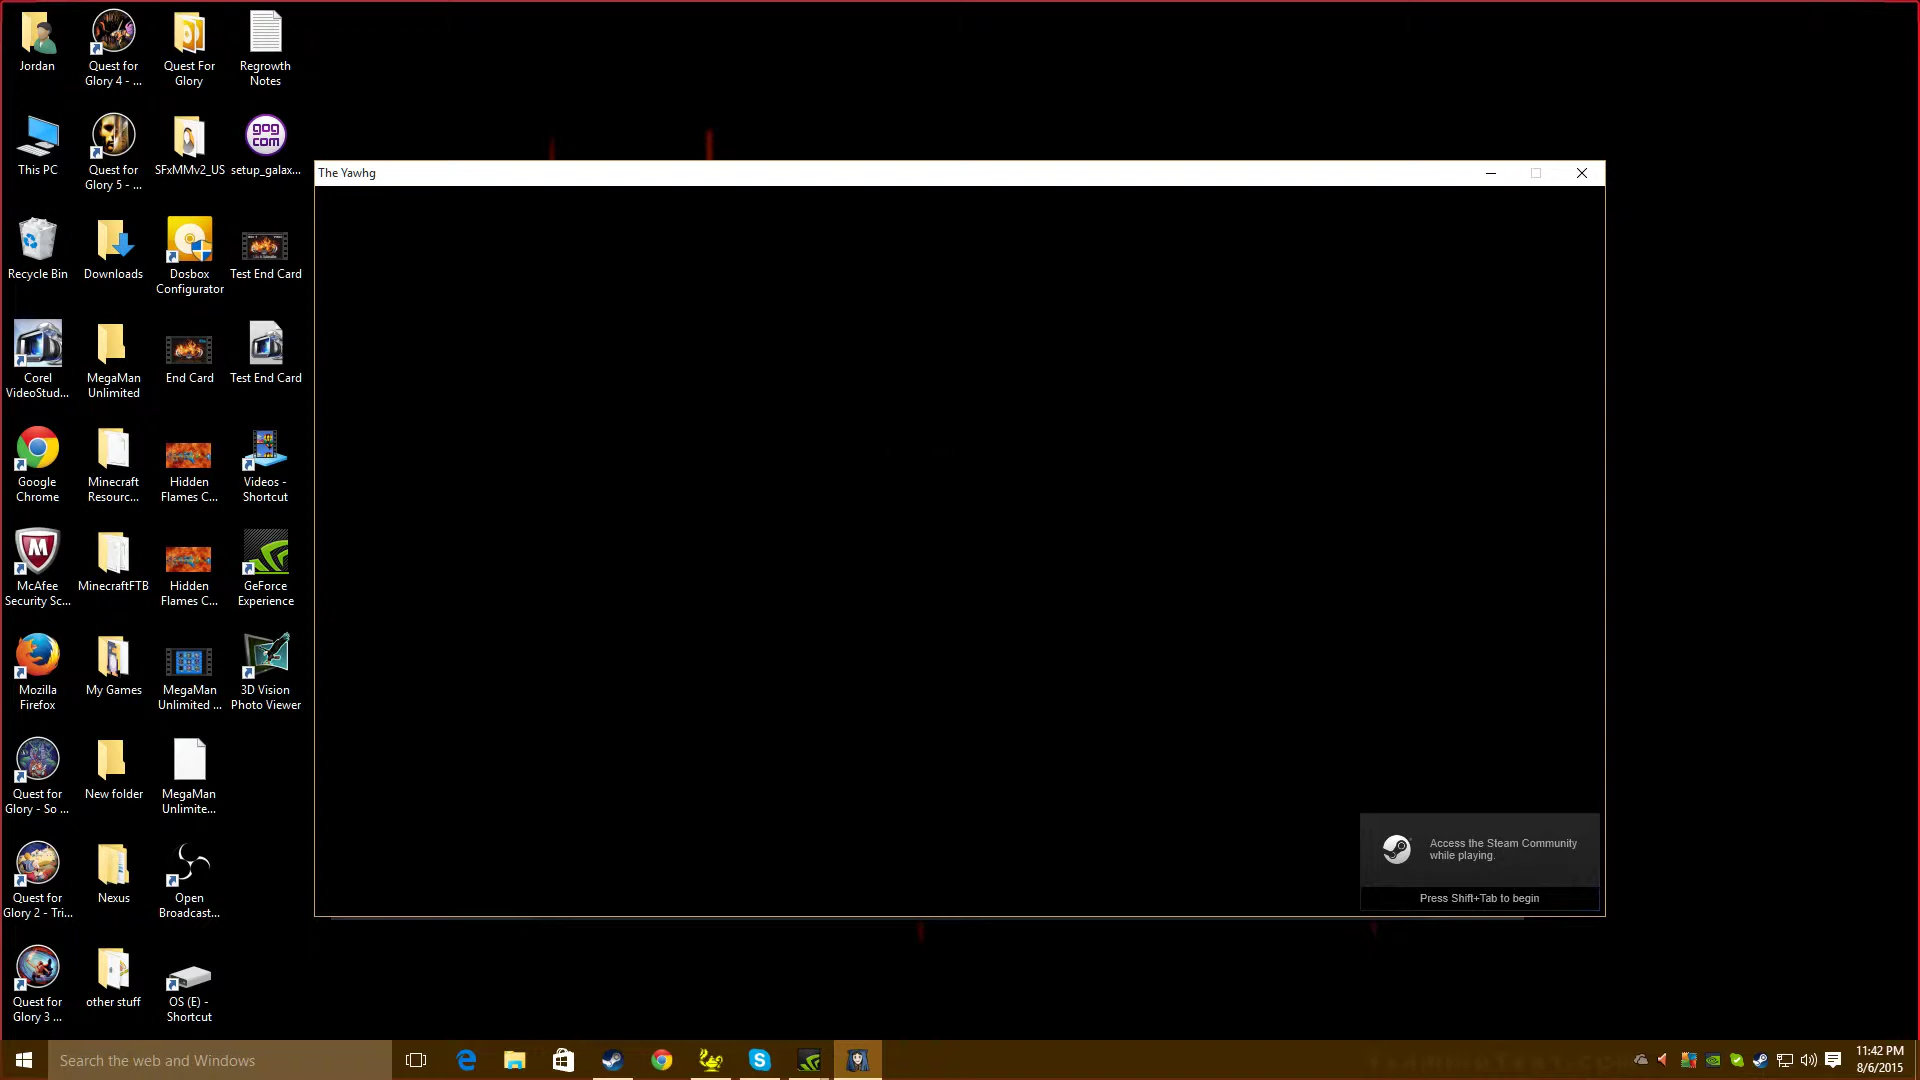 Jordan
Quest for
Glory 4 - ...
Quest For
Glory
Regrowth
Notes
This PC
Quest for
Glory 5 - ...
SFxMMv2_US
gog
com
setup_galax...
Recycle Bin
Downloads
Dosbox
Configurator
Test End Card
Corel
VideoStud...
MegaMan
Unlimited
End Card
Test End Card
Google
Chrome
Minecraft
Resourc...
Hidden
Flames C...
Videos -
Shortcut
McAfee
Security Sc...
MinecraftFTB
Hidden
Flames C...
GeForce
Experience
Mozilla
Firefox
My Games
MegaMan
Unlimited ...
3D Vision
Photo Viewer
Quest for
Glory - So ...
New folder
MegaMan
Unlimite...
Quest for
Glory 2 - Tri...
Nexus
Open
Broadcast...
Quest for
Glory 3 ...
other stuff
OS (E) -
Shortcut
The Yawhg
Access the Steam Community
while playing.
Press Shift+Tab to begin
Search the web and Windows
11:42 PM
8/6/2015